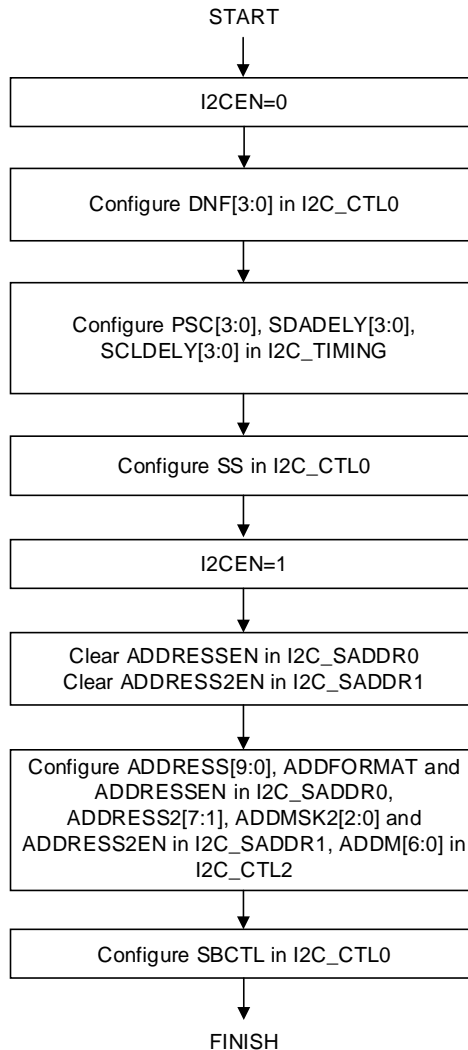 START
I2CEN=0
Configure DNF[3:0] in I2C_CTL0
Configure PSC[3:0], SDADELY[3:0],
SCLDELY[3:0] in I2C_TIMING
Configure SS in I2C_CTL0
I2CEN=1
Clear ADDRESSEN in I2C_SADDR0
Clear ADDRESS2EN in I2C_SADDR1
Configure ADDRESS[9:0], ADDFORMAT and
ADDRESSEN in I2C_SADDR0,
ADDRESS2[7:1], ADDMSK2[2:0] and
ADDRESS2EN in I2C_SADDR1, ADDM[6:0] in
I2C_CTL2
Configure SBCTL in I2C_CTL0
FINISH